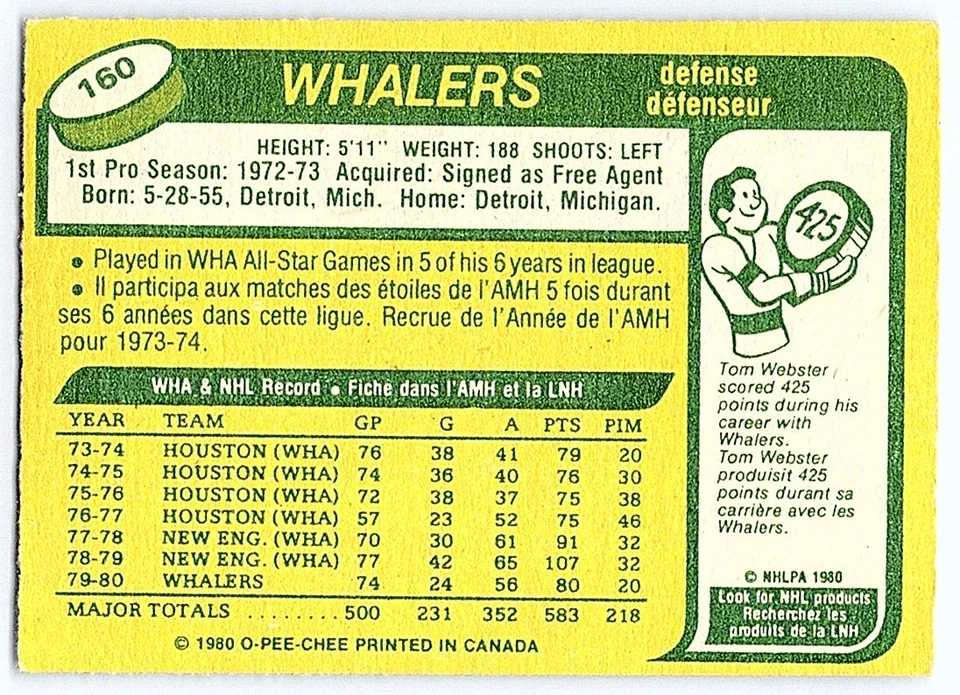 160
WHALERS
defense
défenseur
HEIGHT: 5'11" WEIGHT: 188 SHOOTS: LEFT
1st Pro Season: 1972-73 Acquired: Signed as Free Agent
Born: 5-28-55, Detroit, Mich. Home: Detroit, Michigan.
• Played in WHA All-Star Games in 5 of his 6 years in league.
• Il participa aux matches des étoiles de l'AMH 5 fois durant
ses 6 années dans cette ligue. Recrue de l'Année de l'AMH
pour 1973-74.
WHA & NHL Record • Fiche dans l'AMH et la LNH
YEAR TEAM GP G A PTS PIM
73-74 HOUSTON (WHA) 76 38 41 79 20
74-75 HOUSTON (WHA) 74 36 40 76 30
75-76 HOUSTON (WHA) 72 38 37 75 38
76-77 HOUSTON (WHA) 57 23 52 75 46
77-78 NEW ENG. (WHA) 70 30 61 91 32
78-79 NEW ENG. (WHA) 77 42 65 107 32
79-80 WHALERS 74 24 56 80 20
MAJOR TOTALS ........ 500 231 352 583 218
© 1980 O-PEE-CHEE PRINTED IN CANADA
425
Tom Webster
scored 425
points during his
career with
Whalers.
Tom Webster
produisit 425
points durant sa
carrière avec les
Whalers.
© NHLPA 1980
Look for NHL products
Recherchez les
produits de la LNH